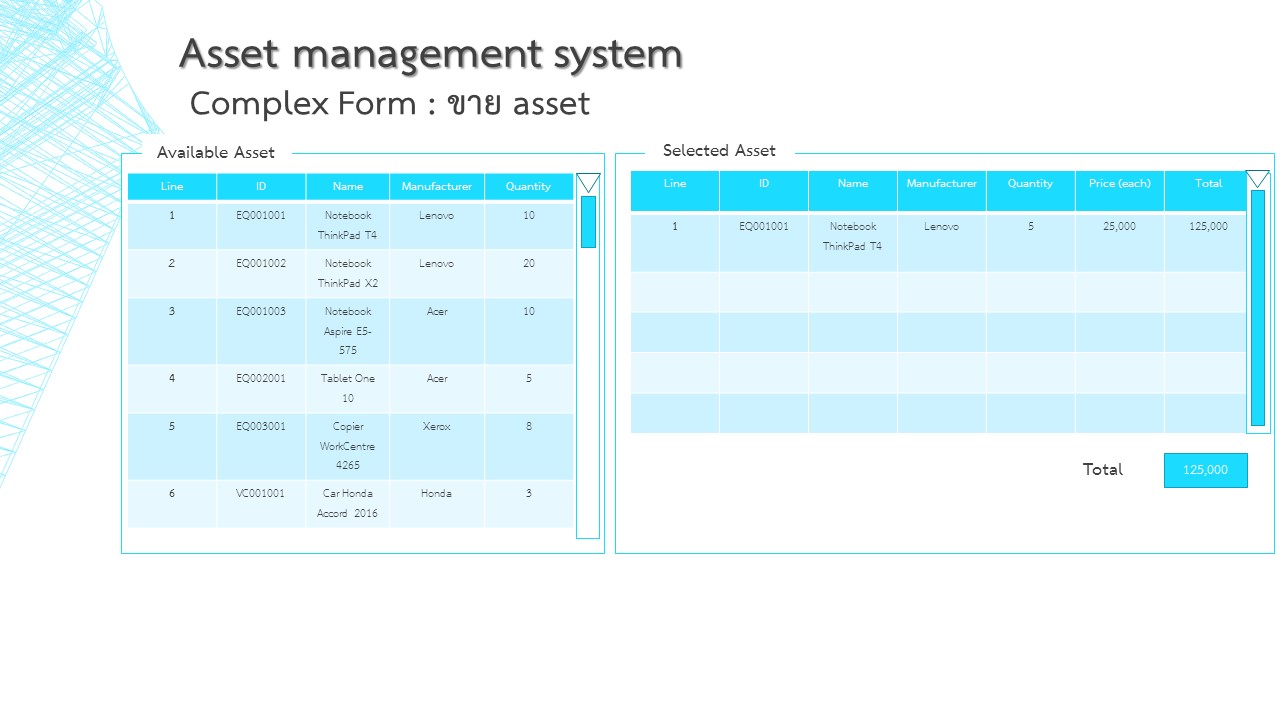 Asset management system
Complex Form : ขาย asset
Available Asset
Line ID Name Manufacturer Quantity
1 EQ001001 Notebook ThinkPad T4 Lenovo 10
2 EQ001002 Notebook ThinkPad X2 Lenovo 20
3 EQ001003 Notebook Aspire E5-575 Acer 10
4 EQ002001 Tablet One 10 Acer 5
5 EQ003001 Copier WorkCentre 4265 Xerox 8
6 VC001001 Car Honda Accord 2016 Honda 3
Selected Asset
Line ID Name Manufacturer Quantity Price (each) Total
1 EQ001001 Notebook ThinkPad T4 Lenovo 5 25,000 125,000
Total 125,000